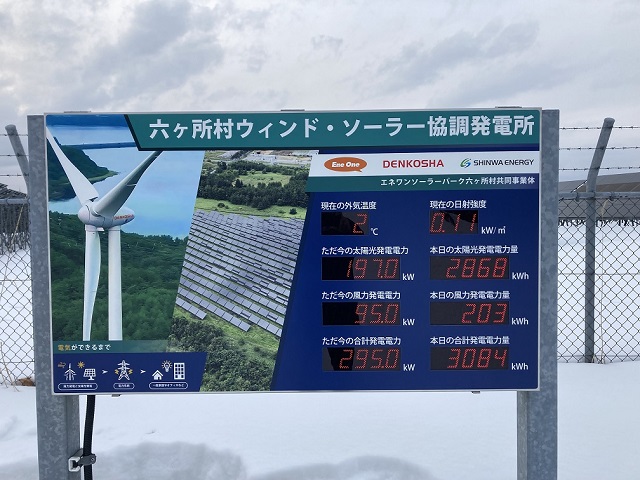 六ヶ所村ウィンド・ソーラー協調発電所
Ene One
DENKOSHA
SHINWA ENERGY
エネワンソーラーパーク六ヶ所村共同事業体
現在の外気温度
2 ℃
現在の日射強度
0.41 kW/㎡
ただ今の太陽光発電電力
197.0 kW
本日の太陽光発電電力量
2868 kWh
ただ今の風力発電電力
95.0 kW
本日の風力発電電力量
203 kWh
ただ今の合計発電電力
295.0 kW
本日の合計発電電力量
3084 kWh
電気ができるまで